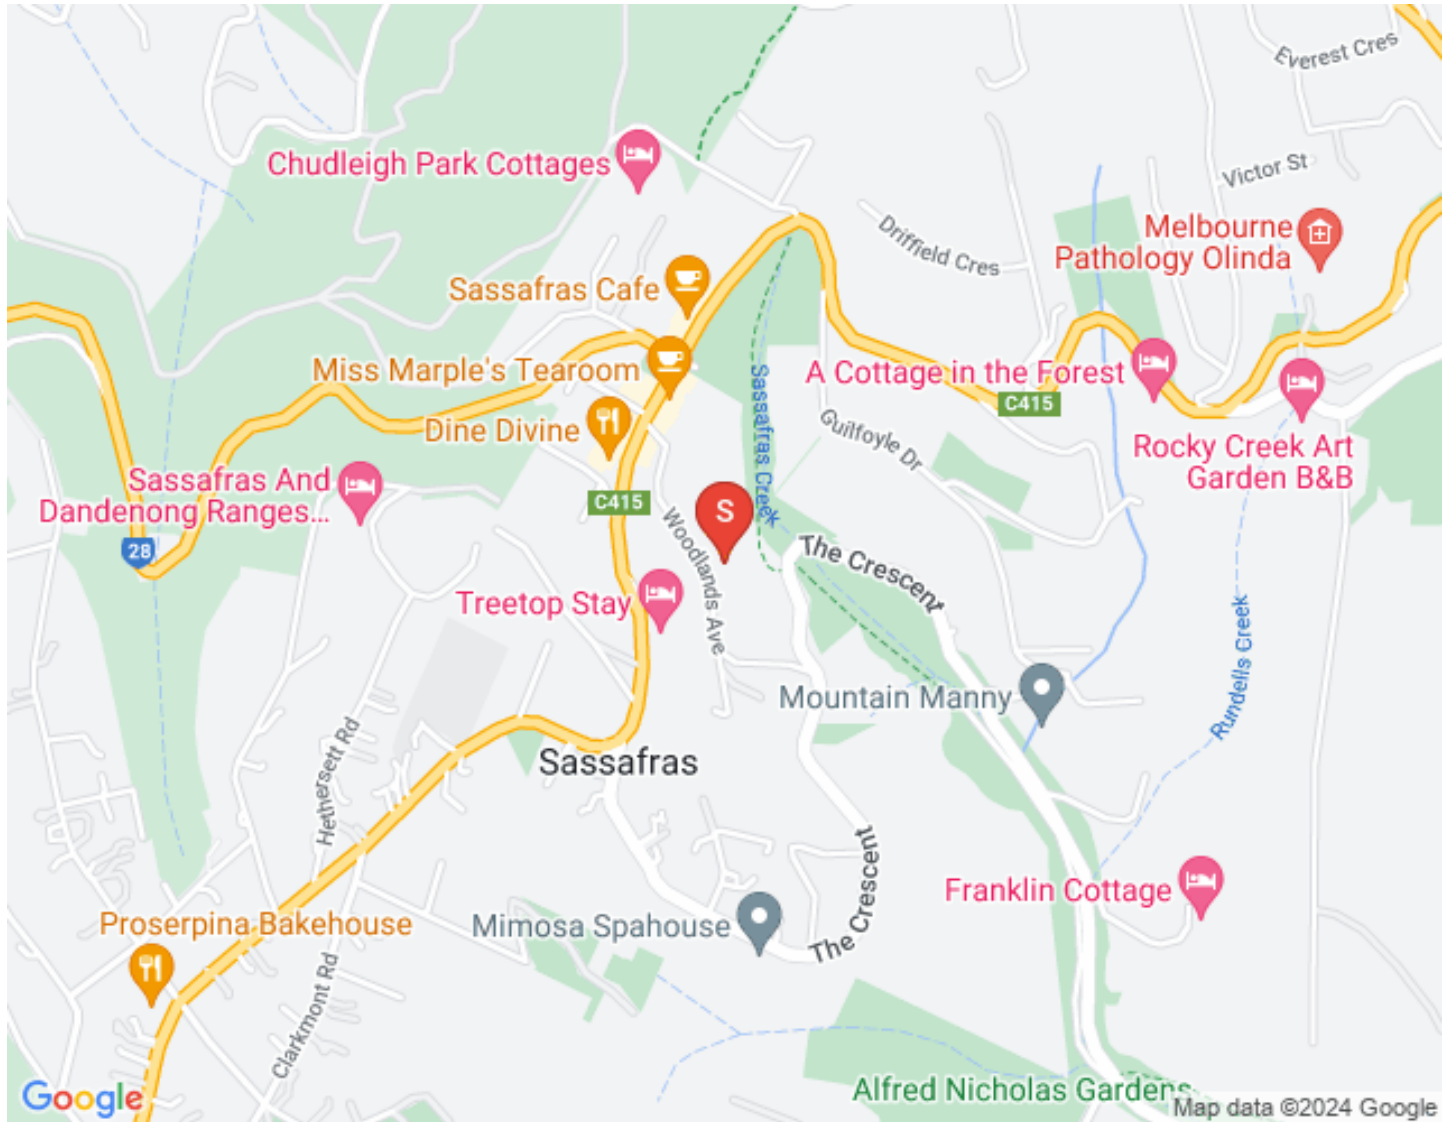 Everest Cres
Chudleigh Park Cottages
Victor St
Driffield Cres
Melbourne
Pathology Olinda
Sassafras Cafe
Miss Marple's Tearoom
A Cottage in the Forest
C415
Sassafras Creek
Guilfoyle Dr
Dine Divine
Rocky Creek Art
Garden B&B
Sassafras And
Dandenong Ranges...
C415
S
28
Woodlands Ave
The Crescent
Treetop Stay
Rundells Creek
Mountain Manny
Hethersett Rd
Sassafras
The Crescent
Franklin Cottage
Proserpina Bakehouse
Mimosa Spahouse
Clarkmont Rd
Alfred Nicholas Gardens
Google
Map data ©2024 Google